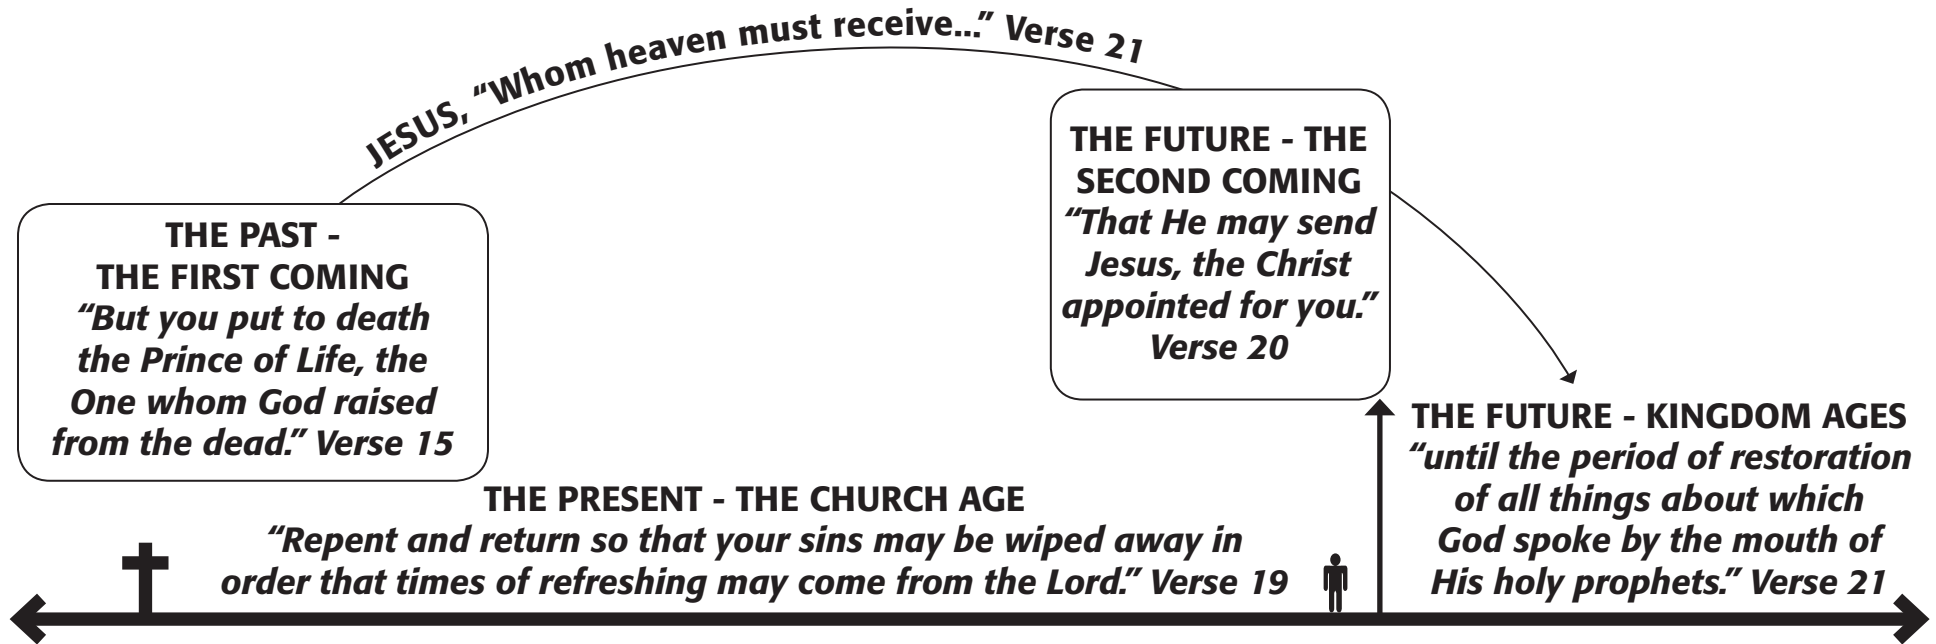 JESUS, “Whom heaven must receive...” Verse 21
THE PAST -
THE FIRST COMING
“But you put to death
the Prince of Life, the
One whom God raised
from the dead.” Verse 15
THE PRESENT - THE CHURCH AGE
“Repent and return so that your sins may be wiped away in
order that times of refreshing may come from the Lord.” Verse 19
THE FUTURE - THE
SECOND COMING
“That He may send
Jesus, the Christ
appointed for you.”
Verse 20
THE FUTURE - KINGDOM AGES
“until the period of restoration
of all things about which
God spoke by the mouth of
His holy prophets.” Verse 21